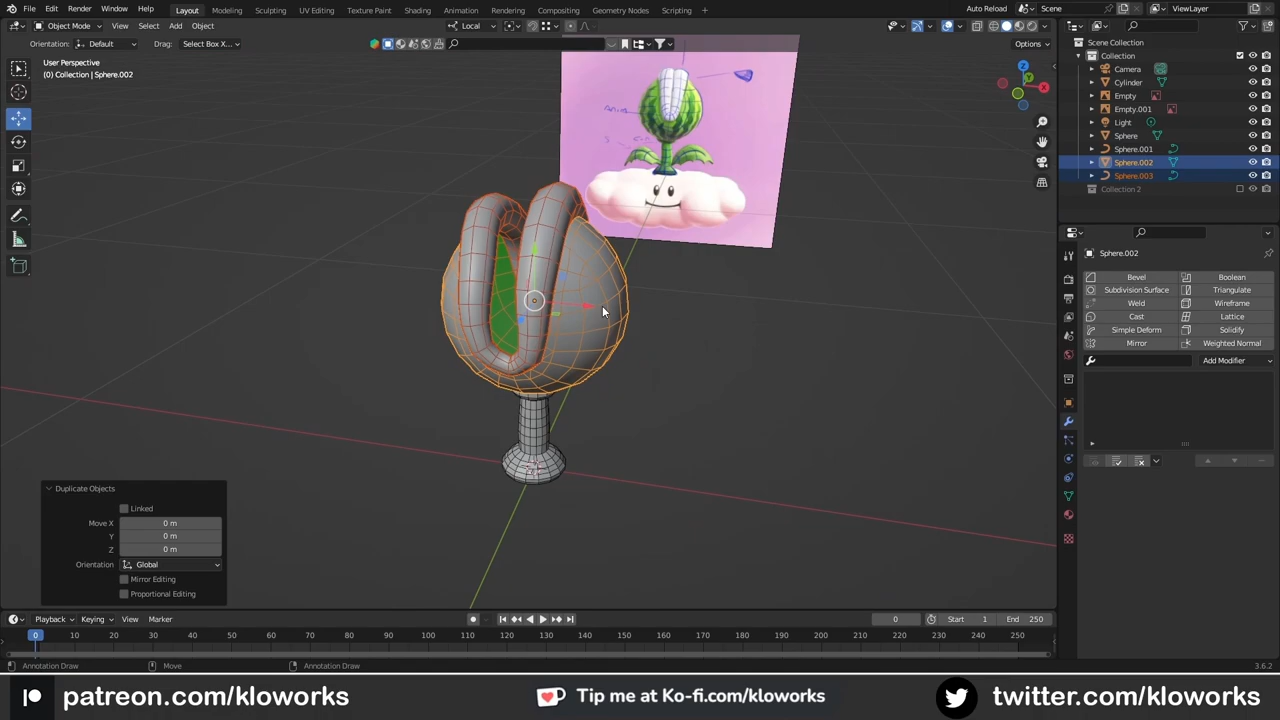 File Edit Render Window Help Layout Modeling Sculpting UV Editing Texture Paint Shading Animation Rendering Compositing Geometry Nodes Scripting + Auto Reload Scene ViewLayer
Object Mode View Select Add Object Local
Orientation: Default Drag: Select Box X... Options
User Perspective
(0) Collection | Sphere.002
Scene Collection
Collection
Camera
Cylinder
Empty
Empty.001
Light
Sphere
Sphere.001
Sphere.002
Sphere.003
Collection 2
X
Y
Z
Sphere.002
Bevel Boolean
Subdivision Surface Triangulate
Weld Wireframe
Cast Lattice
Simple Deform Solidify
Mirror Weighted Normal
Add Modifier
Duplicate Objects
Linked
Move X 0 m
Y 0 m
Z 0 m
Orientation Global
Mirror Editing
Proportional Editing
Playback Keying View Marker 0 Start 1 End 250
0 10 20 30 40 50 60 70 80 90 100 110 120 130 140 150 160 170 180 190 200 210 220 230 240 250
Annotation Draw Move Annotation Draw 3.6.2
patreon.com/kloworks Tip me at Ko-fi.com/kloworks twitter.com/kloworks